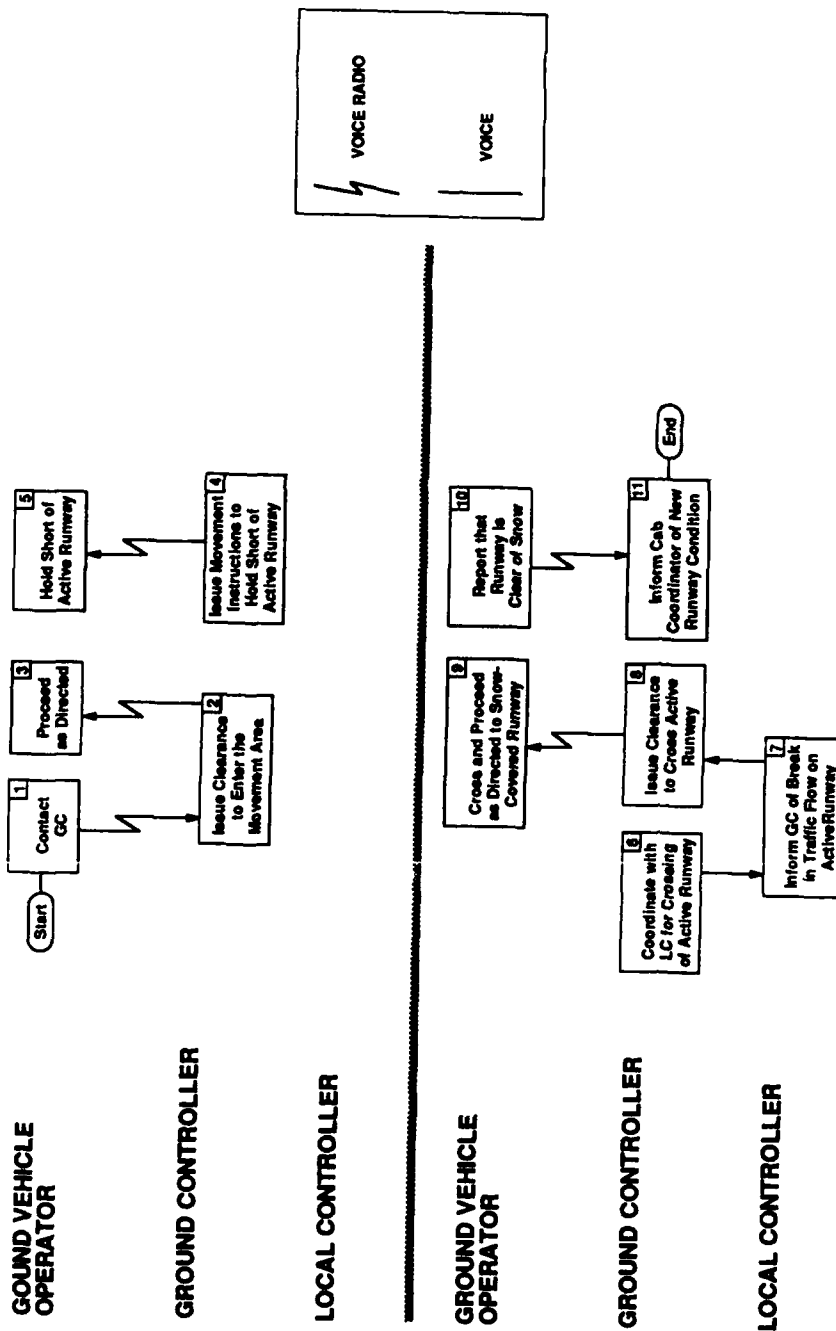 GOUND VEHICLE
OPERATOR
Start
1
Contact
GC
3
Proceed
as Directed
5
Hold Short of
Active Runway
GROUND CONTROLLER
2
Issue Clearance
to Enter the
Movement Area
4
Issue Movement
Instructions to
Hold Short of
Active Runway
LOCAL CONTROLLER
VOICE RADIO
VOICE
GROUND VEHICLE
OPERATOR
9
Cross and Proceed
as Directed to Snow-
Covered Runway
10
Report that
Runway is
Clear of Snow
GROUND CONTROLLER
6
Coordinate with
LC for Crossing
of Active Runway
8
Issue Clearance
to Cross Active
Runway
11
Inform Cab
Coordinator of New
Runway Condition
End
LOCAL CONTROLLER
7
Inform GC of Break
in Traffic Flow on
ActiveRunway